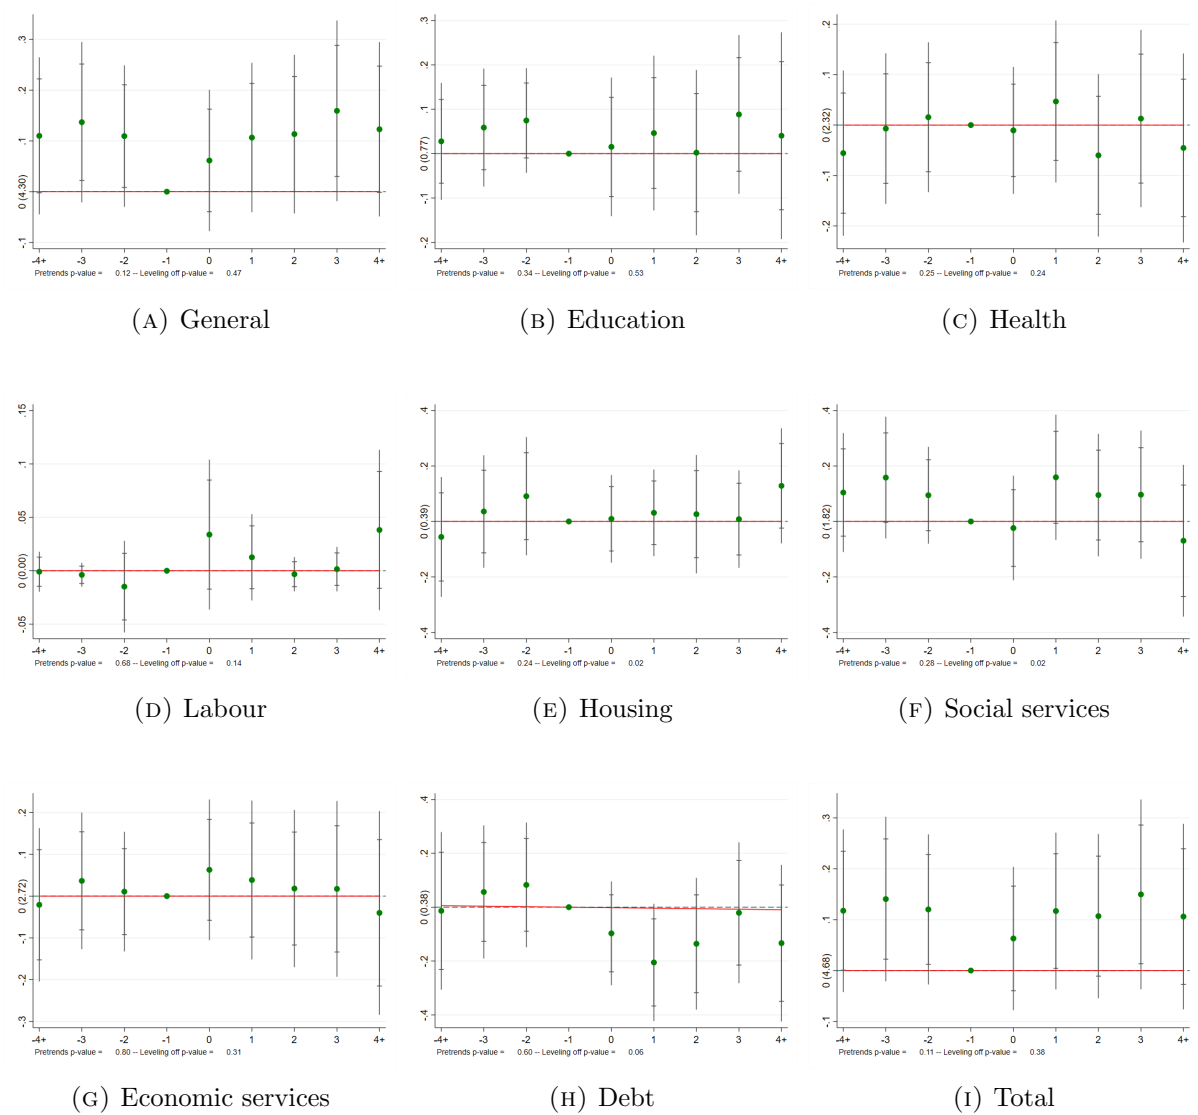 .3
.2
.1
0 (4.30)
-.1
-4+ -3 -2 -1 0 1 2 3 4+
Pretrends p-value = 0.12 -- Leveling off p-value = 0.47
(A) General
.3
.2
.1
0 (0.77)
-.1
-.2
-4+ -3 -2 -1 0 1 2 3 4+
Pretrends p-value = 0.34 -- Leveling off p-value = 0.53
(B) Education
.2
.1
0 (2.32)
-.1
-.2
-4+ -3 -2 -1 0 1 2 3 4+
Pretrends p-value = 0.25 -- Leveling off p-value = 0.24
(C) Health
.15
.1
.05
0 (0.00)
-.05
-4+ -3 -2 -1 0 1 2 3 4+
Pretrends p-value = 0.68 -- Leveling off p-value = 0.14
(D) Labour
.4
.2
0 (0.39)
-.2
-.4
-4+ -3 -2 -1 0 1 2 3 4+
Pretrends p-value = 0.24 -- Leveling off p-value = 0.02
(E) Housing
.4
.2
0 (1.82)
-.2
-.4
-4+ -3 -2 -1 0 1 2 3 4+
Pretrends p-value = 0.28 -- Leveling off p-value = 0.02
(F) Social services
.2
.1
0 (2.72)
-.1
-.2
-.3
-4+ -3 -2 -1 0 1 2 3 4+
Pretrends p-value = 0.80 -- Leveling off p-value = 0.31
(G) Economic services
.4
.2
0 (0.38)
-.2
-.4
-4+ -3 -2 -1 0 1 2 3 4+
Pretrends p-value = 0.60 -- Leveling off p-value = 0.06
(H) Debt
.3
.2
.1
0 (4.68)
-.1
-4+ -3 -2 -1 0 1 2 3 4+
Pretrends p-value = 0.11 -- Leveling off p-value = 0.38
(I) Total